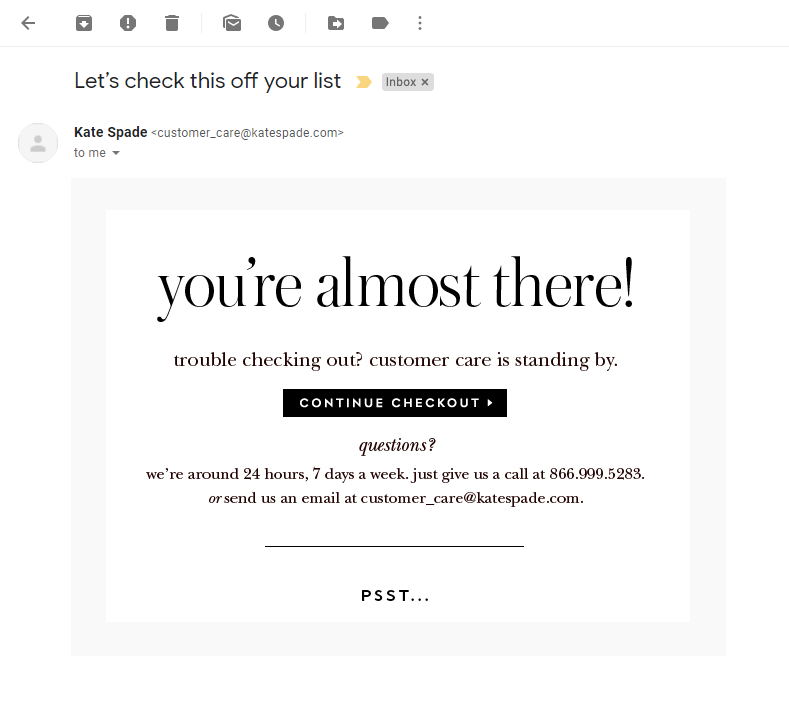 Let’s check this off your list
Inbox ×
Kate Spade <customer_care@katespade.com>
to me
you’re almost there!
trouble checking out? customer care is standing by.
CONTINUE CHECKOUT
questions?
we’re around 24 hours, 7 days a week. just give us a call at 866.999.5283.
or send us an email at customer_care@katespade.com.
PSST...